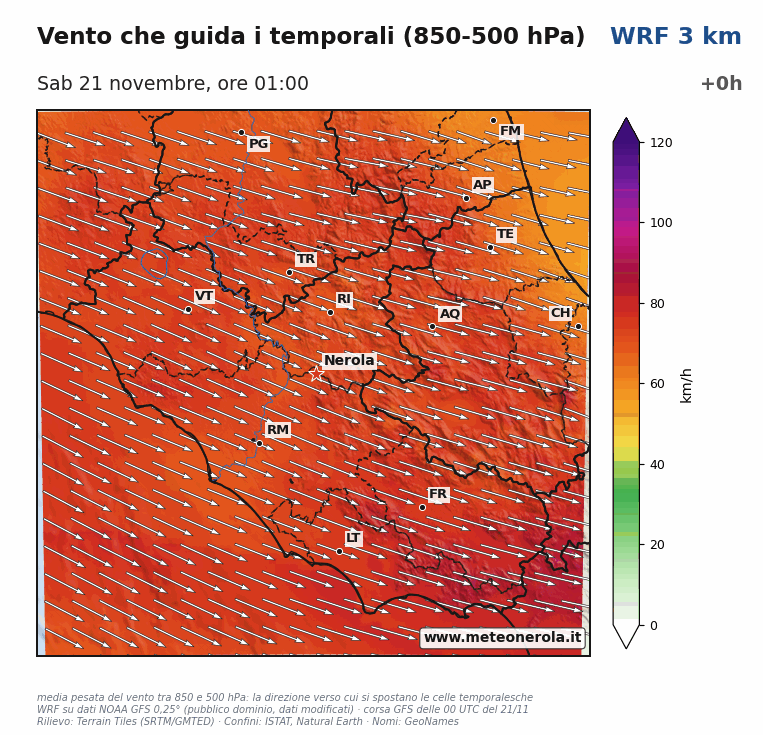 Vento che guida i temporali (850-500 hPa) WRF 3 km
Sab 21 novembre, ore 01:00 +0h
FM
PG
AP
TE
TR
VT
RI
AQ
CH
Nerola
RM
FR
LT
www.meteonerola.it
120
100
80
60
40
20
0
km/h
media pesata del vento tra 850 e 500 hPa: la direzione verso cui si spostano le celle temporalesche
WRF su dati NOAA GFS 0,25° (pubblico dominio, dati modificati) · corsa GFS delle 00 UTC del 21/11
Rilievo: Terrain Tiles (SRTM/GMTED) · Confini: ISTAT, Natural Earth · Nomi: GeoNames